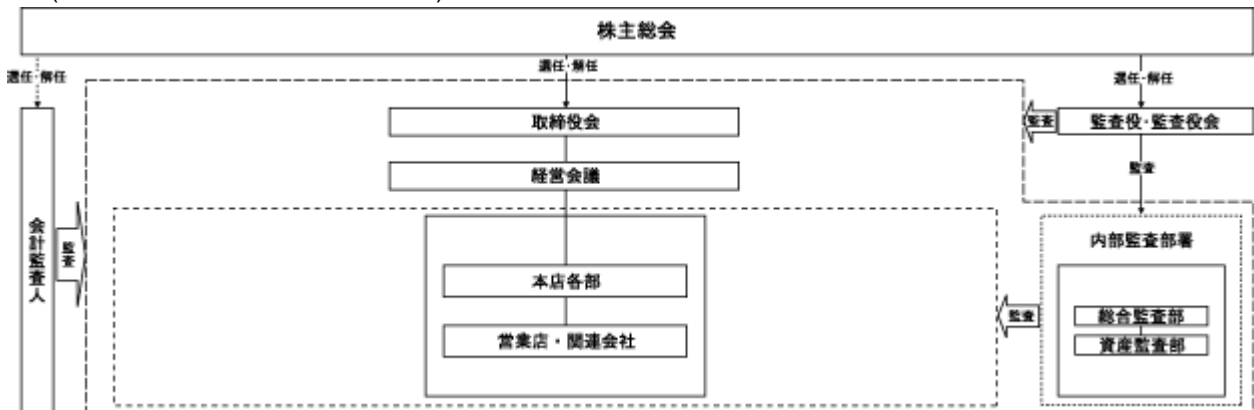 株主総会
選任・解任
選任・解任
選任・解任
取締役会
監査
監査役・監査役会
経営会議
監査
会計監査人
監査
内部監査部署
本店各部
監査
総合監査部
営業店・関連会社
資産監査部